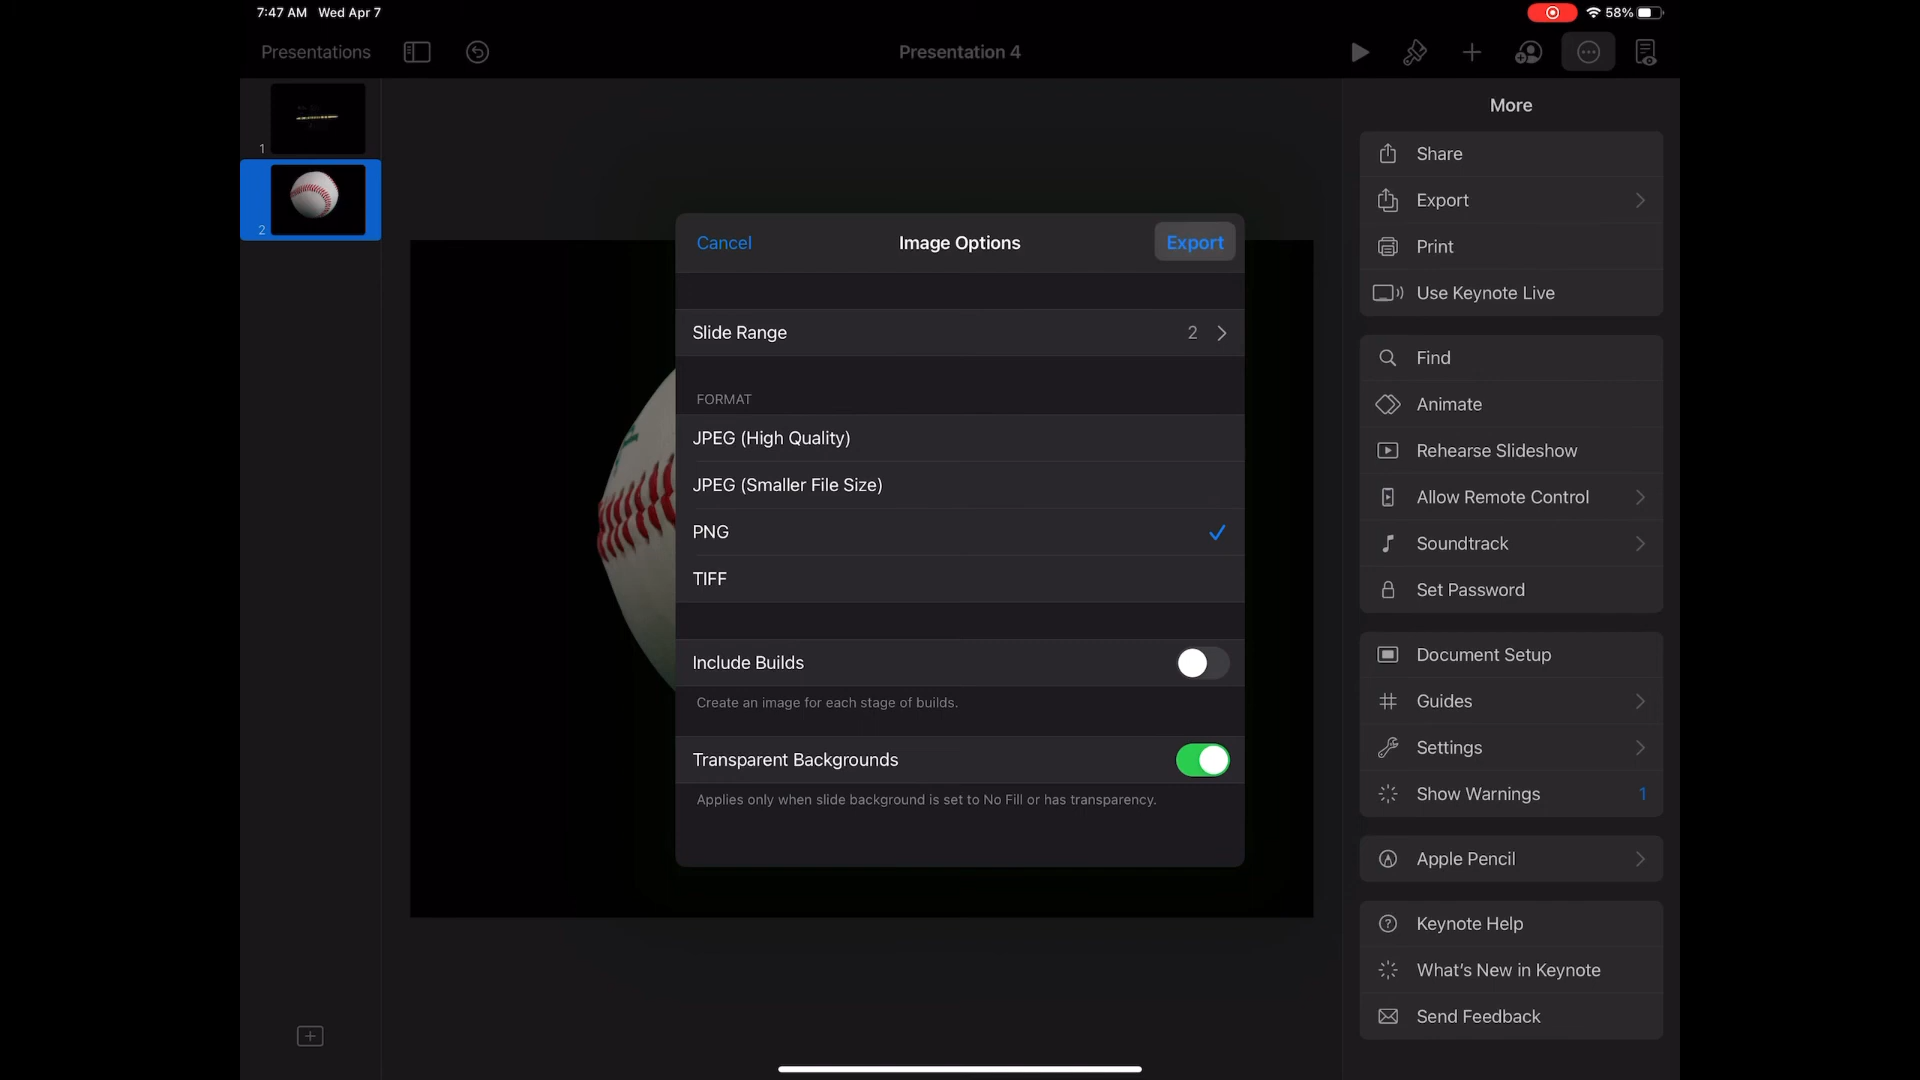 7:47 AM Wed Apr 7
58%
Presentations
Presentation 4
1
2
Cancel
Image Options
Export
Slide Range
2
FORMAT
JPEG (High Quality)
JPEG (Smaller File Size)
PNG
TIFF
Include Builds
Create an image for each stage of builds.
Transparent Backgrounds
Applies only when slide background is set to No Fill or has transparency.
More
Share
Export
Print
Use Keynote Live
Find
Animate
Rehearse Slideshow
Allow Remote Control
Soundtrack
Set Password
Document Setup
Guides
Settings
Show Warnings
1
Apple Pencil
Keynote Help
What's New in Keynote
Send Feedback